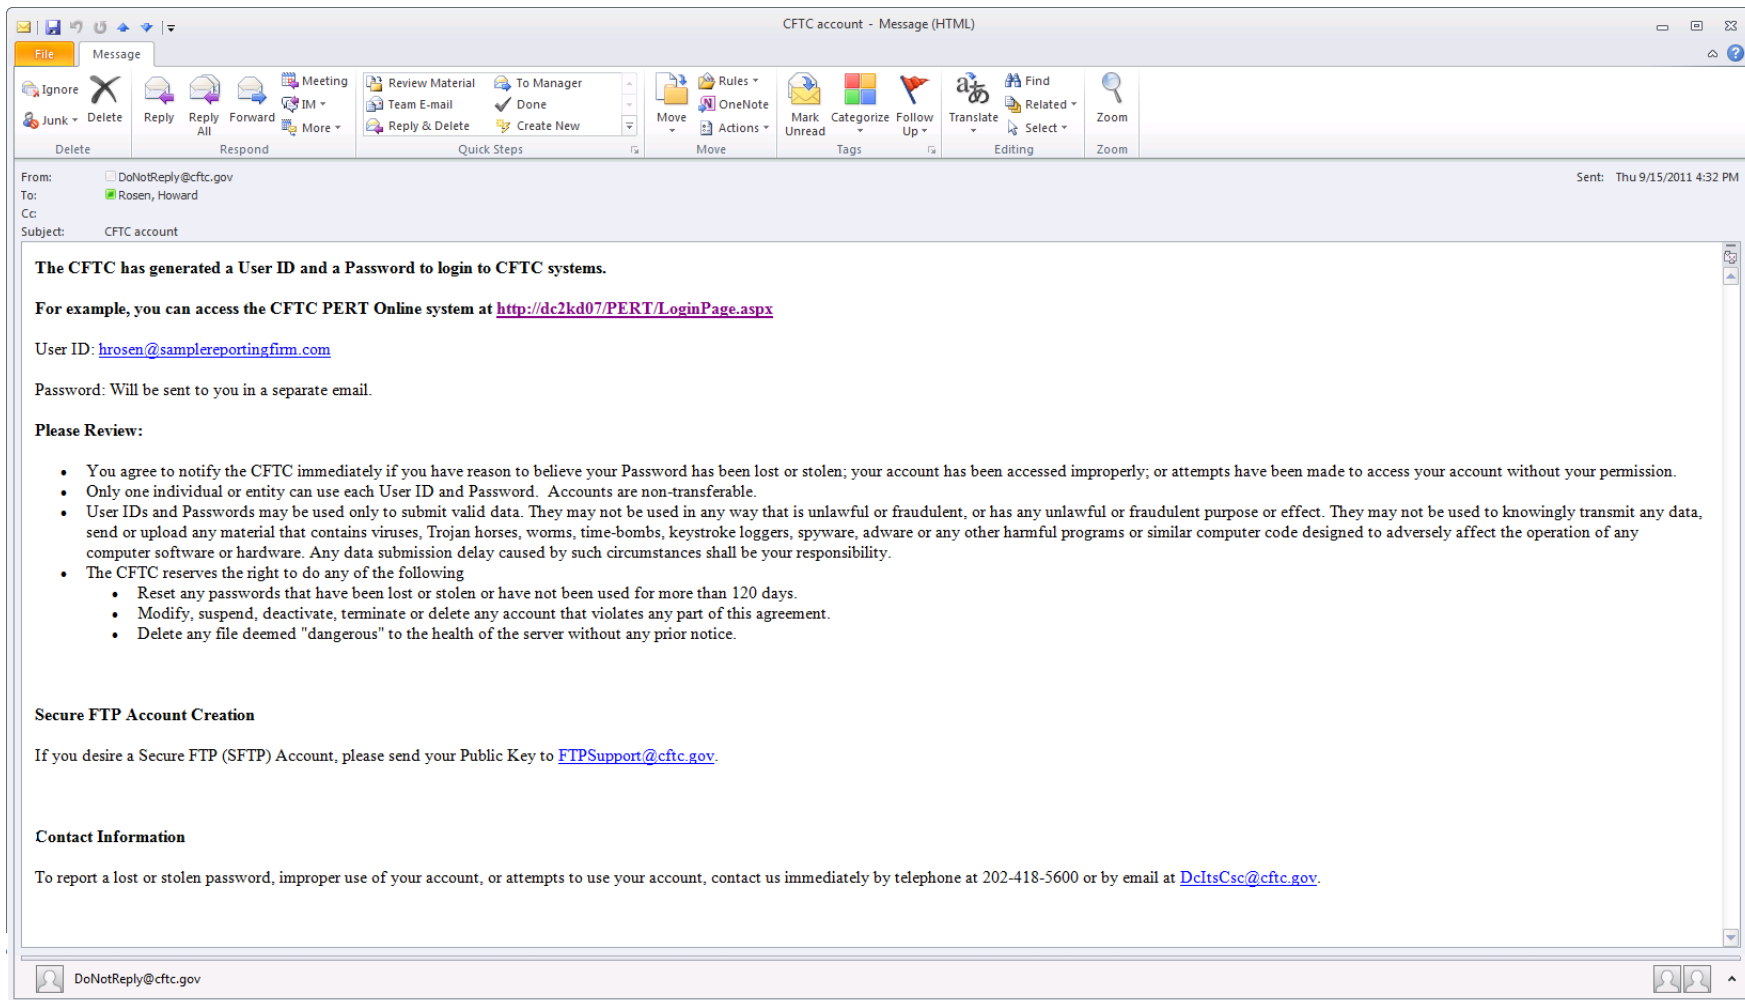 CFTC account - Message (HTML)
File Message
Ignore
Junk
Delete
Reply
Reply All
Forward
Meeting
IM
More
Review Material
Team E-mail
Reply & Delete
To Manager
Done
Create New
Move
Rules
OneNote
Actions
Mark Unread
Categorize
Follow Up
Translate
Find
Related
Select
Zoom
Delete Respond Quick Steps Move Tags Editing Zoom
From: DoNotReply@cftc.gov Sent: Thu 9/15/2011 4:32 PM
To: Rosen, Howard
Cc:
Subject: CFTC account
The CFTC has generated a User ID and a Password to login to CFTC systems.
For example, you can access the CFTC PERT Online system at http://dc2kd07/PERT/LoginPage.aspx
User ID: hrosen@samplereportingfirm.com
Password: Will be sent to you in a separate email.
Please Review:
• You agree to notify the CFTC immediately if you have reason to believe your Password has been lost or stolen; your account has been accessed improperly; or attempts have been made to access your account without your permission.
• Only one individual or entity can use each User ID and Password. Accounts are non-transferable.
• User IDs and Passwords may be used only to submit valid data. They may not be used in any way that is unlawful or fraudulent, or has any unlawful or fraudulent purpose or effect. They may not be used to knowingly transmit any data,
send or upload any material that contains viruses, Trojan horses, worms, time-bombs, keystroke loggers, spyware, adware or any other harmful programs or similar computer code designed to adversely affect the operation of any
computer software or hardware. Any data submission delay caused by such circumstances shall be your responsibility.
• The CFTC reserves the right to do any of the following
• Reset any passwords that have been lost or stolen or have not been used for more than 120 days.
• Modify, suspend, deactivate, terminate or delete any account that violates any part of this agreement.
• Delete any file deemed "dangerous" to the health of the server without any prior notice.
Secure FTP Account Creation
If you desire a Secure FTP (SFTP) Account, please send your Public Key to FTPSupport@cftc.gov.
Contact Information
To report a lost or stolen password, improper use of your account, or attempts to use your account, contact us immediately by telephone at 202-418-5600 or by email at DcItsCsc@cftc.gov.
DoNotReply@cftc.gov